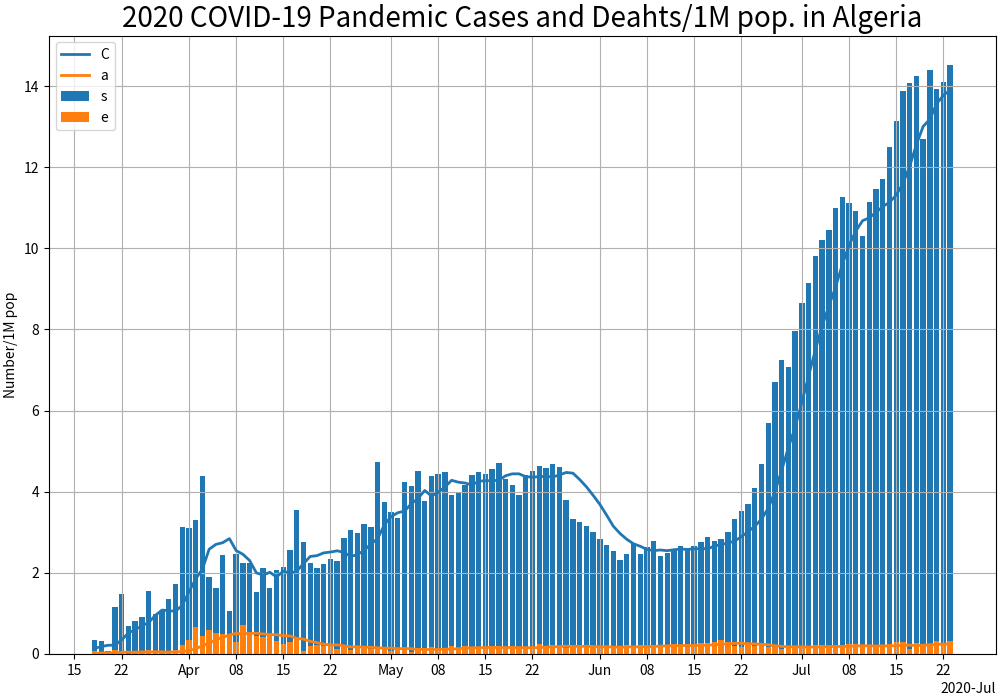 2020 COVID-19 Pandemic Cases and Deahts/1M pop. in Algeria
C
a
s
e
Number/1M pop
14
12
10
8
6
4
2
0
15 22 Apr 08 15 22 May 08 15 22 Jun 08 15 22 Jul 08 15 22
2020-Jul